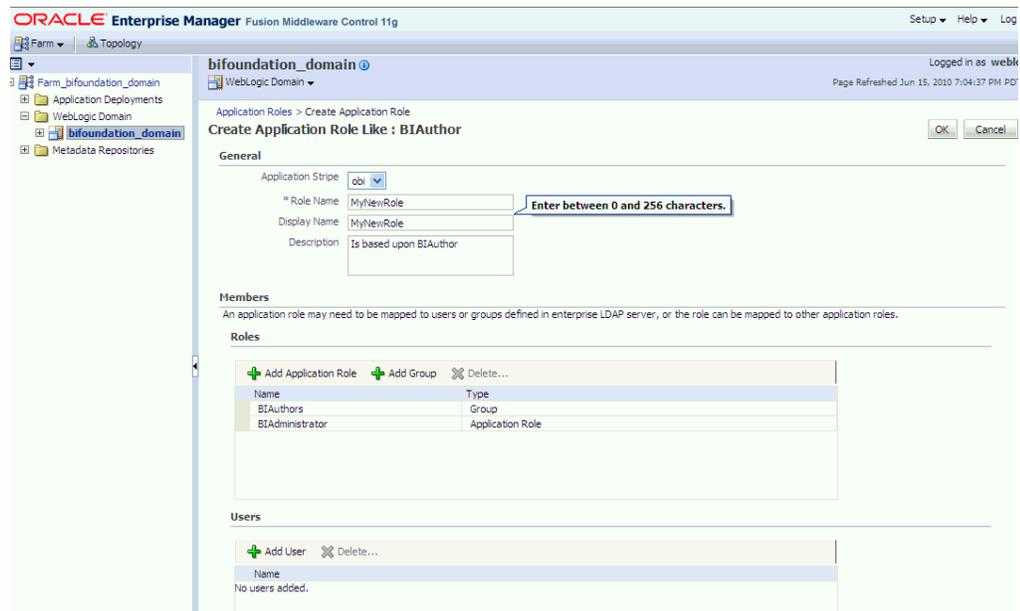 ORACLE Enterprise Manager Fusion Middleware Control 11g
Setup Help Log
Farm Topology
bifoundation_domain
Logged in as
WebLogic Domain
Page Refreshed Jun 15, 2010 7:04:37 PM
Farm_bifoundation_domain
Application Deployments
WebLogic Domain
bifoundation_domain
Metadata Repositories
Application Roles > Create Application Role
Create Application Role Like : BIAuthor
OK Cancel
General
Application Stripe obi
* Role Name MyNewRole
Enter between 0 and 256 characters.
Display Name MyNewRole
Description Is based upon BIAuthor
Members
An application role may need to be mapped to users or groups defined in enterprise LDAP server, or the role can be mapped to other application roles.
Roles
Add Application Role Add Group Delete...
Name Type
BIAuthors Group
BIAdministrator Application Role
Users
Add User Delete...
Name
No users added.